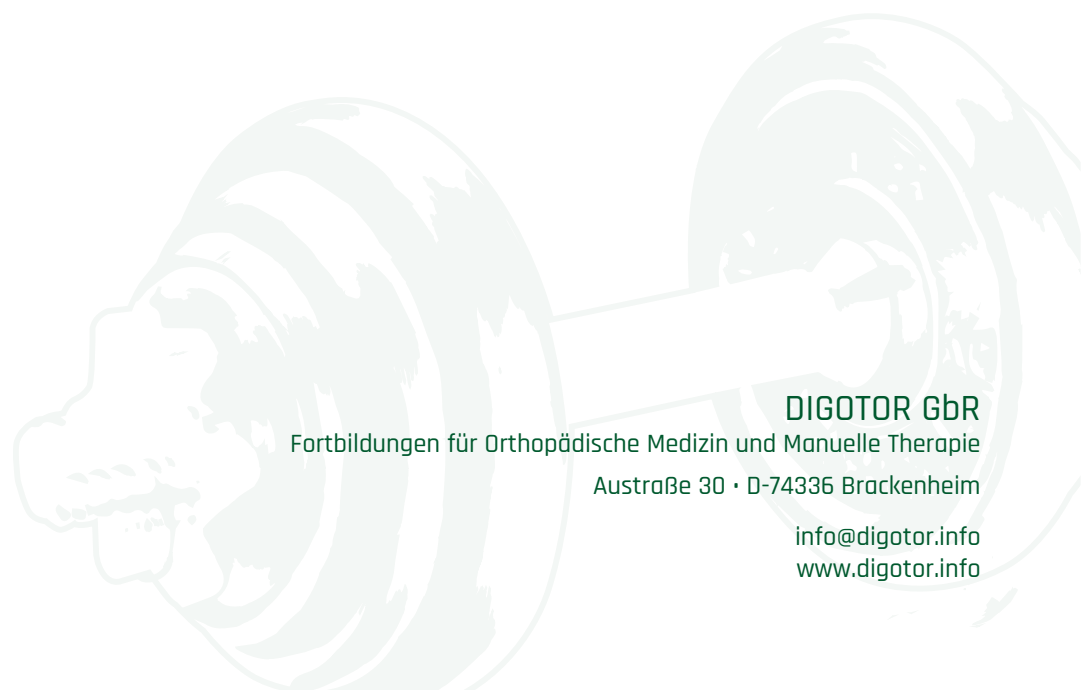 DIGOTOR GbR
Fortbildungen für Orthopädische Medizin und Manuelle Therapie
Austraße 30 · D-74336 Brackenheim
info@digotor.info
www.digotor.info